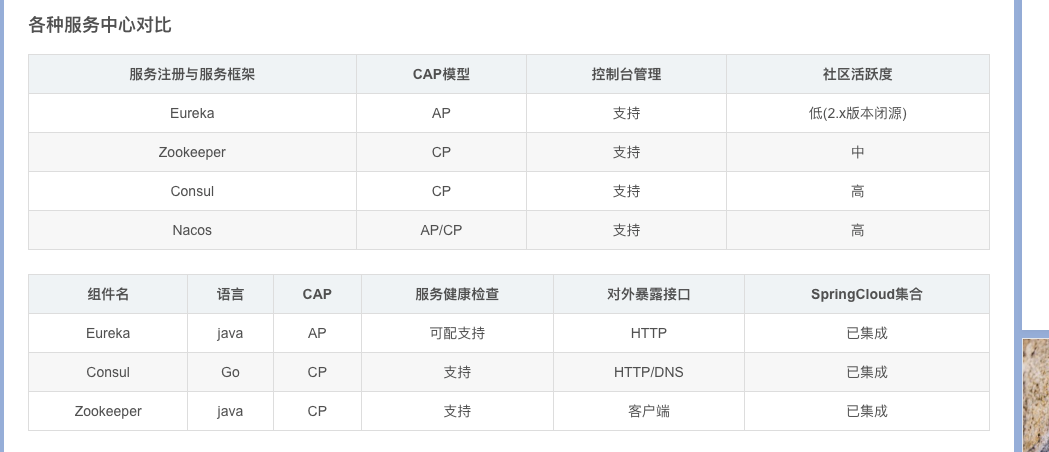 各种服务中心对比
服务注册与服务框架 CAP模型 控制台管理 社区活跃度
Eureka AP 支持 低(2.x版本闭源)
Zookeeper CP 支持 中
Consul CP 支持 高
Nacos AP/CP 支持 高
组件名 语言 CAP 服务健康检查 对外暴露接口 SpringCloud集合
Eureka java AP 可配支持 HTTP 已集成
Consul Go CP 支持 HTTP/DNS 已集成
Zookeeper java CP 支持 客户端 已集成